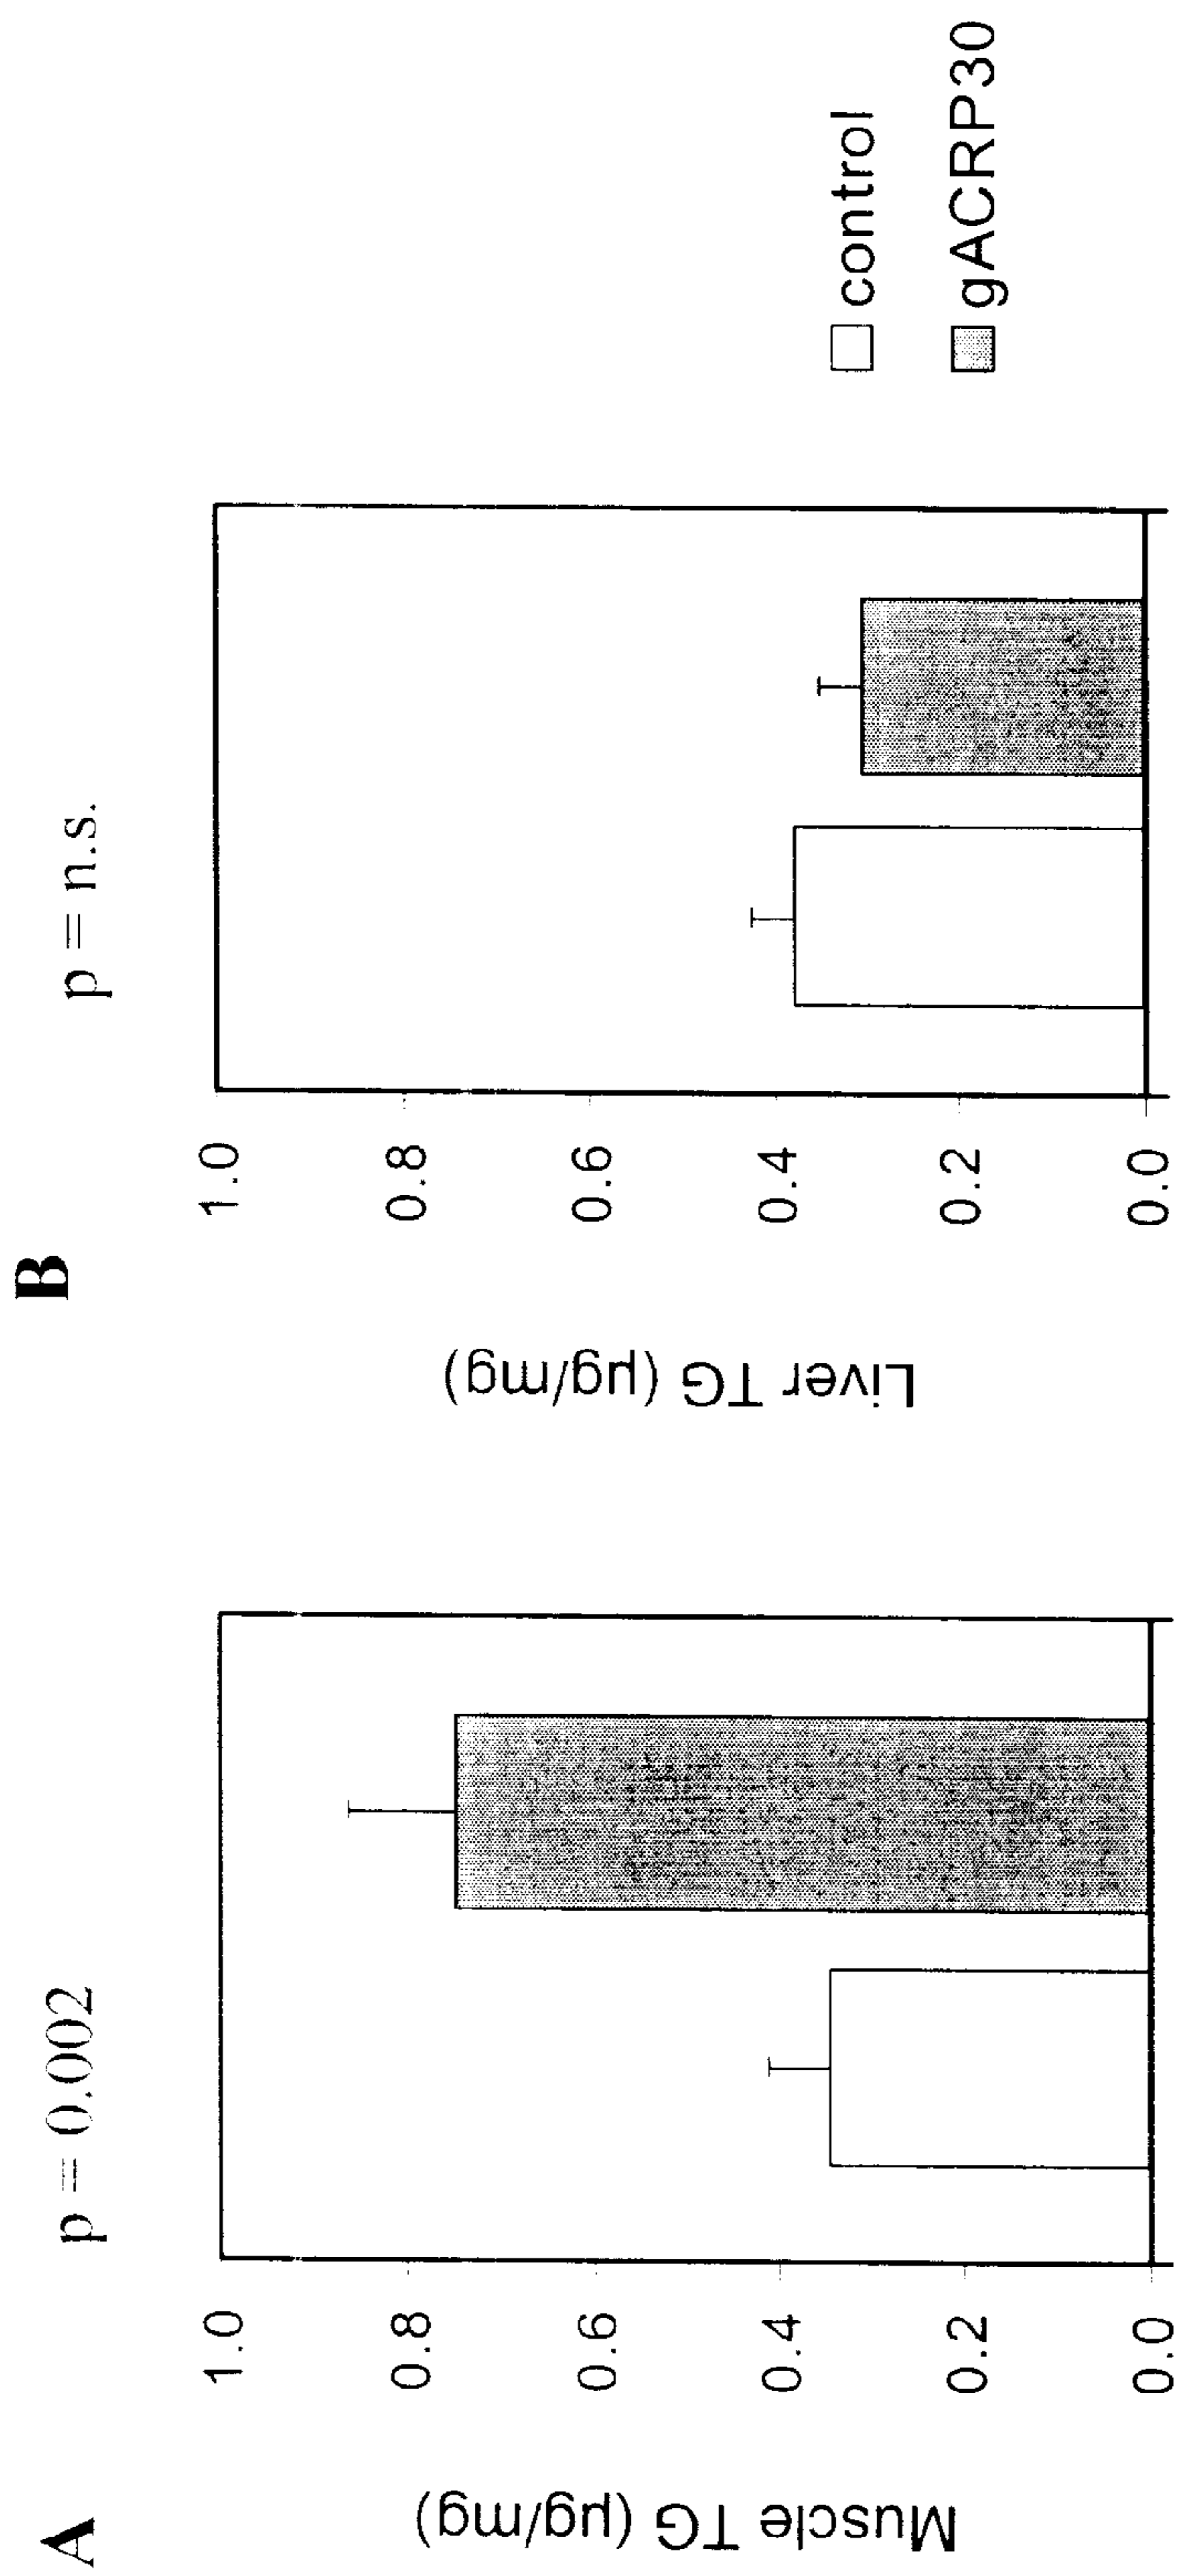 A
p = 0.002
Muscle TG (µg/mg)
1.0
0.8
0.6
0.4
0.2
0.0
B
p = n.s.
Liver TG (µg/mg)
1.0
0.8
0.6
0.4
0.2
0.0
control
gACRP30